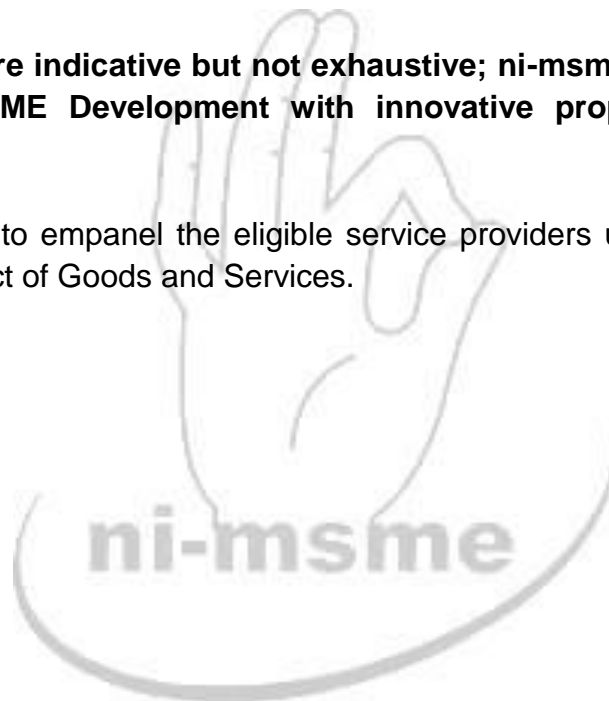 re indicative but not exhaustive; ni-msm
ME Development with innovative prop
to empanel the eligible service providers u
ct of Goods and Services.
ni-msme